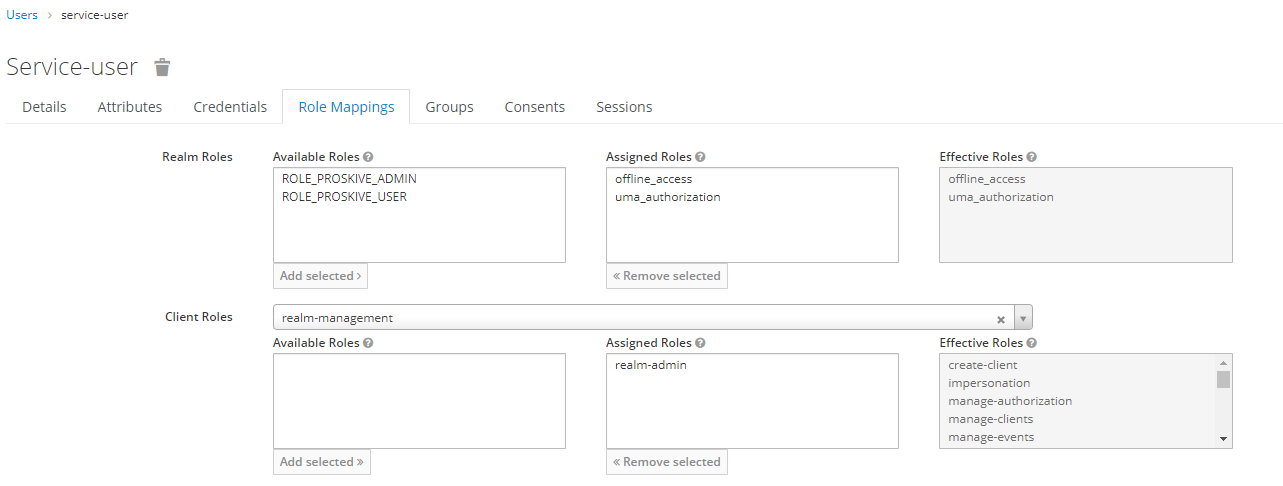 Users > service-user
Service-user
Details Attributes Credentials Role Mappings Groups Consents Sessions
Realm Roles
Available Roles
ROLE_PROSKIVE_ADMIN
ROLE_PROSKIVE_USER
Add selected >
Assigned Roles
offline_access
uma_authorization
« Remove selected
Effective Roles
offline_access
uma_authorization
Client Roles
realm-management
Available Roles
Add selected »
Assigned Roles
realm-admin
« Remove selected
Effective Roles
create-client
impersonation
manage-authorization
manage-clients
manage-events